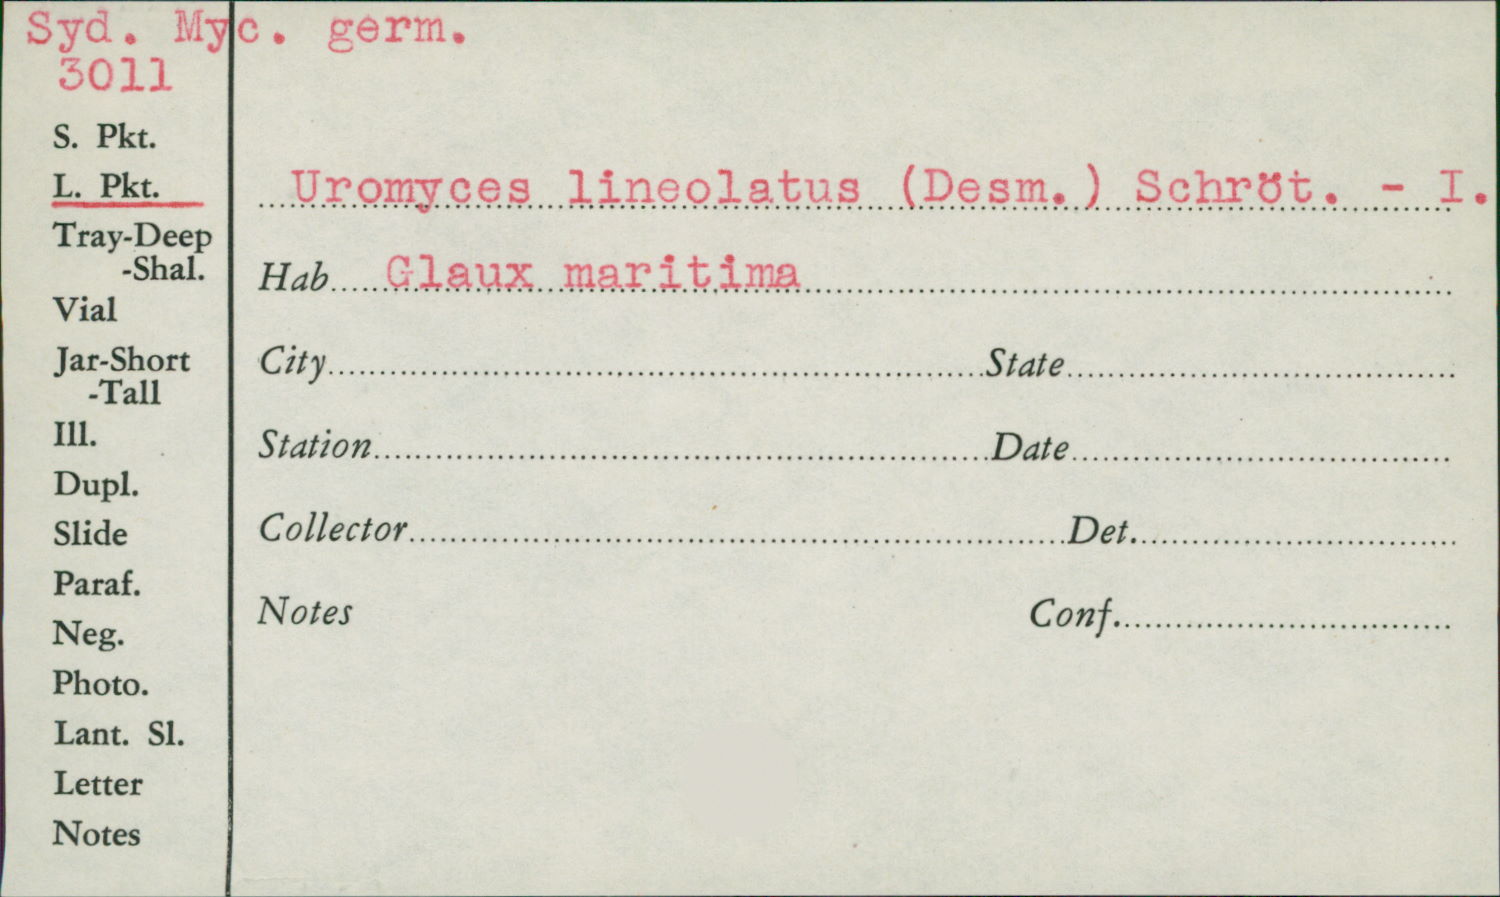 Syd. Myc. germ.
3011
S. Pkt.
L. Pkt.
Tray-Deep
-Shal.
Vial
Jar-Short
-Tall
Ill.
Dupl.
Slide
Paraf.
Neg.
Photo.
Lant. Sl.
Letter
Notes
Uromyces lineolatus (Desm.) Schröt. - I.
Hab. Glaux maritima
City State
Station Date
Collector Det.
Notes Conf.